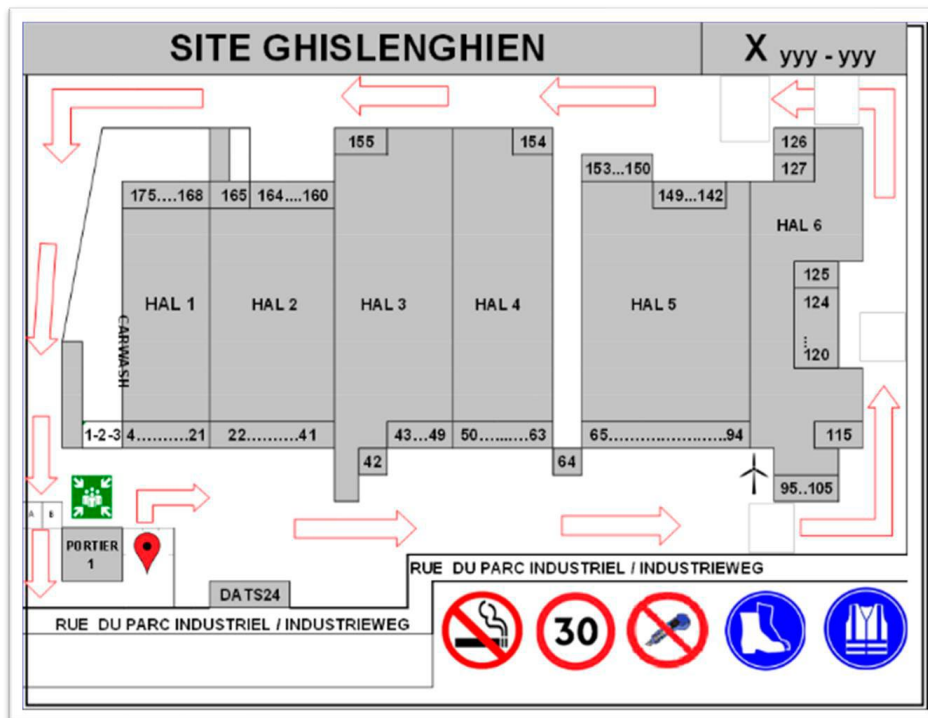 SITE GHISLENGHIEN
X yyy - yyy
155
154
126
153...150
127
175....168
165
164....160
149...142
HAL 6
125
HAL 1
HAL 2
HAL 3
HAL 4
HAL 5
124
...
120
CARWASH
1-2-3
4..........21
22..........41
43...49
50.......63
65......................94
115
42
64
95..105
A
B
PORTIER
1
RUE DU PARC INDUSTRIEL / INDUSTRIEWEG
DATS24
RUE DU PARC INDUSTRIEL / INDUSTRIEWEG
30